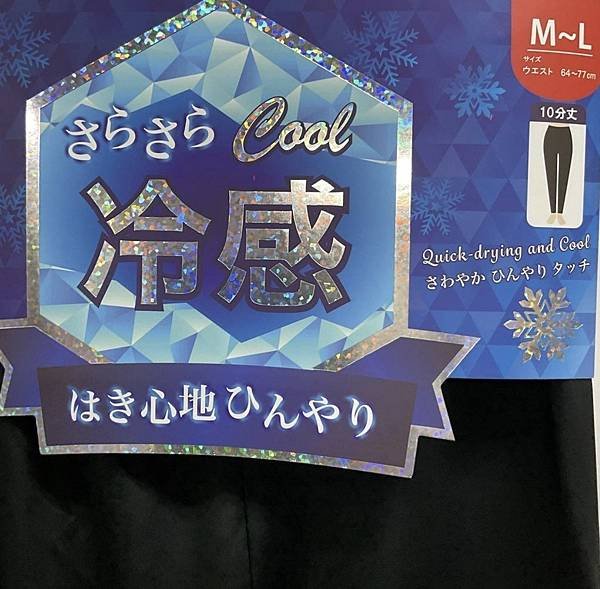 さらさら Cool
冷感
はき心地ひんやり
M~L
サイズ
ウエスト 64~77cm
10分丈
Quick-drying and Cool
さわやか ひんやり タッチ